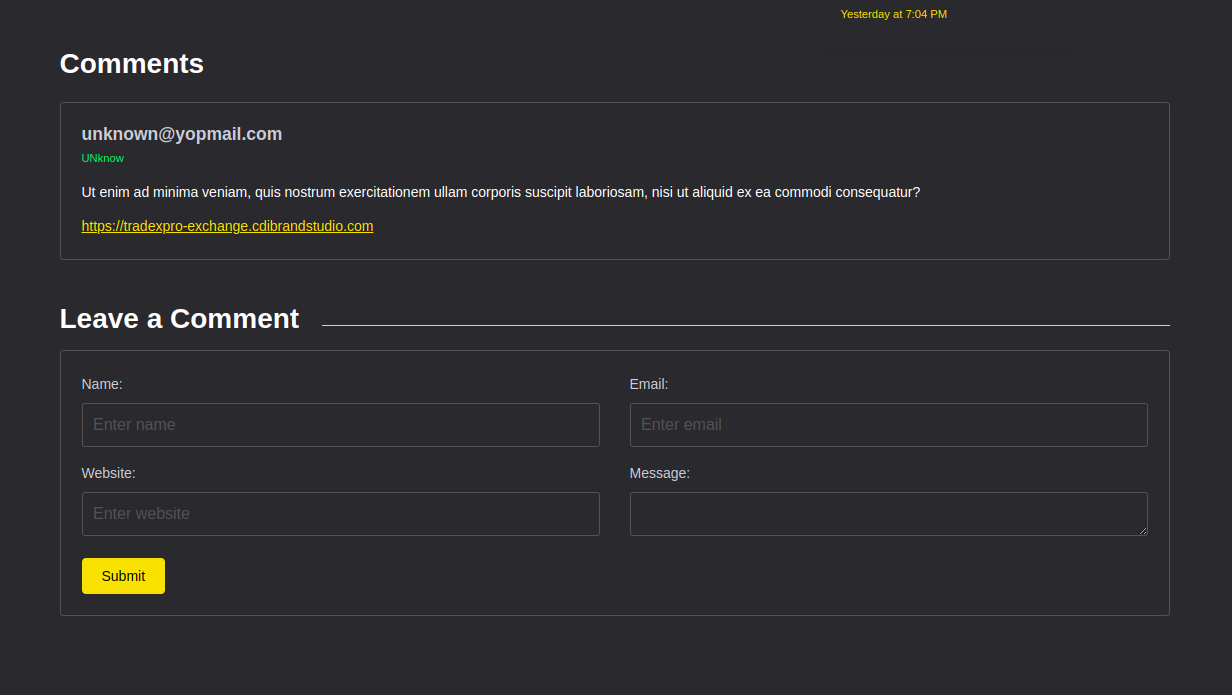 Yesterday at 7:04 PM
Comments
unknown@yopmail.com
UNknow
Ut enim ad minima veniam, quis nostrum exercitationem ullam corporis suscipit laboriosam, nisi ut aliquid ex ea commodi consequatur?
https://tradexpro-exchange.cdibrandstudio.com
Leave a Comment
Name:
Email:
Enter name
Enter email
Website:
Message:
Enter website
Submit